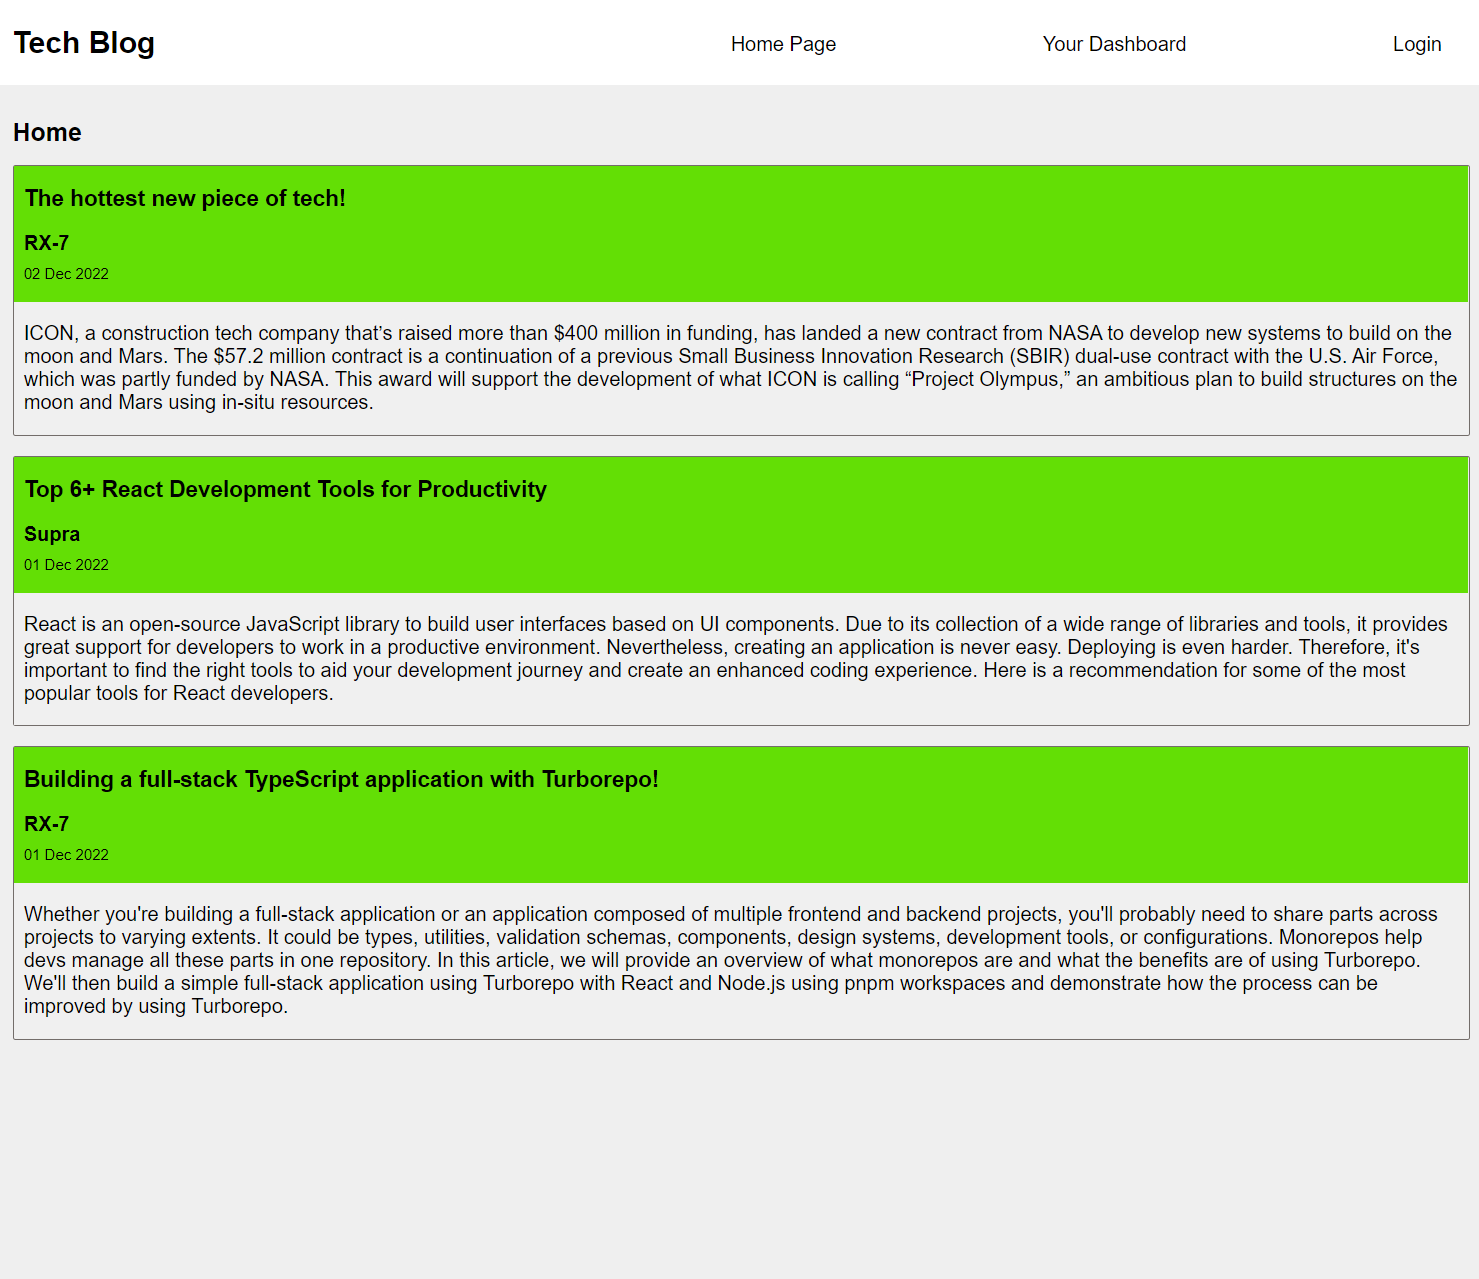 Tech Blog
Home Page
Your Dashboard
Login
Home
The hottest new piece of tech!
RX-7
02 Dec 2022
ICON, a construction tech company that’s raised more than $400 million in funding, has landed a new contract from NASA to develop new systems to build on the
moon and Mars. The $57.2 million contract is a continuation of a previous Small Business Innovation Research (SBIR) dual-use contract with the U.S. Air Force,
which was partly funded by NASA. This award will support the development of what ICON is calling “Project Olympus,” an ambitious plan to build structures on the
moon and Mars using in-situ resources.
Top 6+ React Development Tools for Productivity
Supra
01 Dec 2022
React is an open-source JavaScript library to build user interfaces based on UI components. Due to its collection of a wide range of libraries and tools, it provides
great support for developers to work in a productive environment. Nevertheless, creating an application is never easy. Deploying is even harder. Therefore, it's
important to find the right tools to aid your development journey and create an enhanced coding experience. Here is a recommendation for some of the most
popular tools for React developers.
Building a full-stack TypeScript application with Turborepo!
RX-7
01 Dec 2022
Whether you're building a full-stack application or an application composed of multiple frontend and backend projects, you'll probably need to share parts across
projects to varying extents. It could be types, utilities, validation schemas, components, design systems, development tools, or configurations. Monorepos help
devs manage all these parts in one repository. In this article, we will provide an overview of what monorepos are and what the benefits are of using Turborepo.
We'll then build a simple full-stack application using Turborepo with React and Node.js using pnpm workspaces and demonstrate how the process can be
improved by using Turborepo.